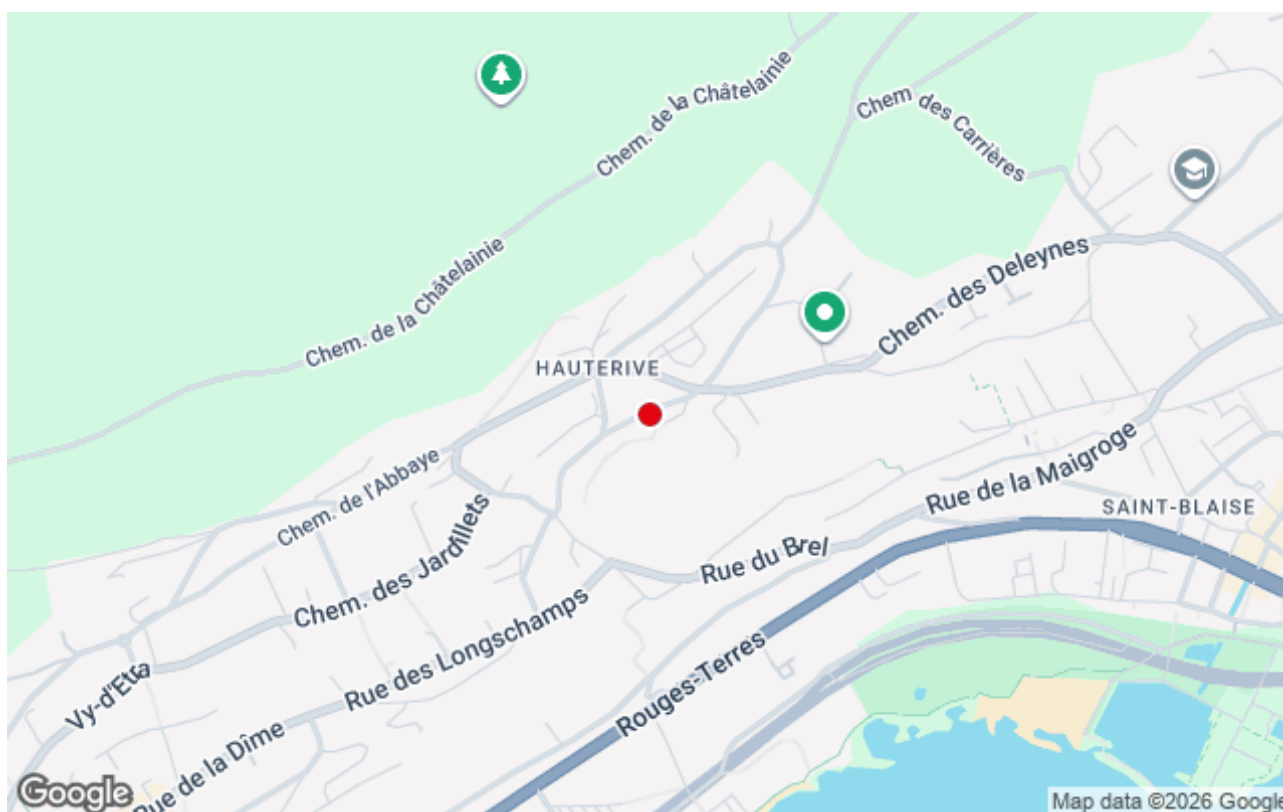 Chem. de la Châtelainie
Chem des Carrières
Chem. de la Châtelainie
Chem. des Deleynes
HAUTERIVE
Chem. de l'Abbaye
Rue de la Maigroge
SAINT-BLAISE
Chem. des Jardillets
Rue du Brel
Rue des Longschamps
Rouges-Terres
Vy-d'Etra
Rue de la Dîme
Google
Map data ©2026 Google